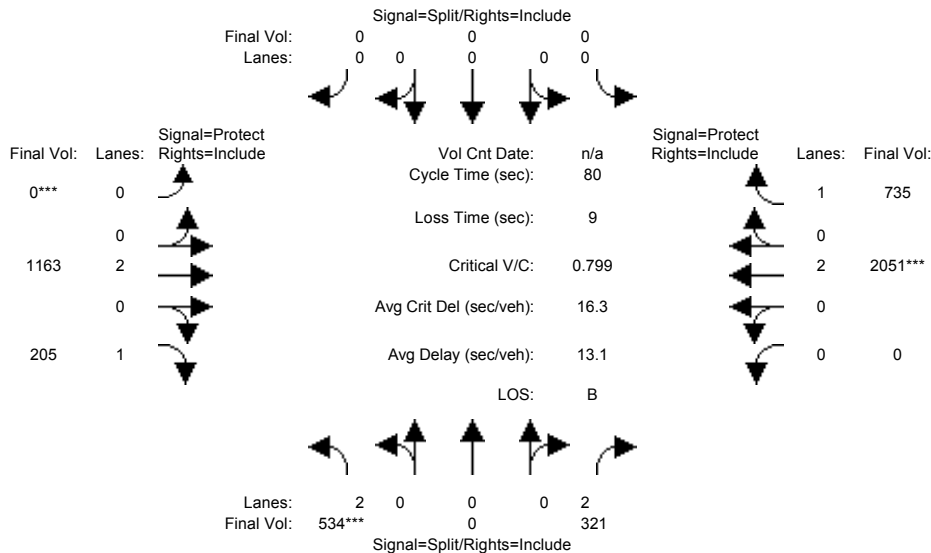 Signal=Split/Rights=Include
Final Vol: 0 0 0
Lanes: 0 0 0 0 0
Signal=Protect Signal=Protect
Final Vol: Lanes: Rights=Include Vol Cnt Date: n/a Rights=Include Lanes: Final Vol:
Cycle Time (sec): 80
0*** 0 1 735
Loss Time (sec): 9
0 0
1163 2 Critical V/C: 0.799 2 2051***
0 Avg Crit Del (sec/veh): 16.3 0
205 1 Avg Delay (sec/veh): 13.1 0 0
LOS: B
Lanes: 2 0 0 0 2
Final Vol: 534*** 0 321
Signal=Split/Rights=Include